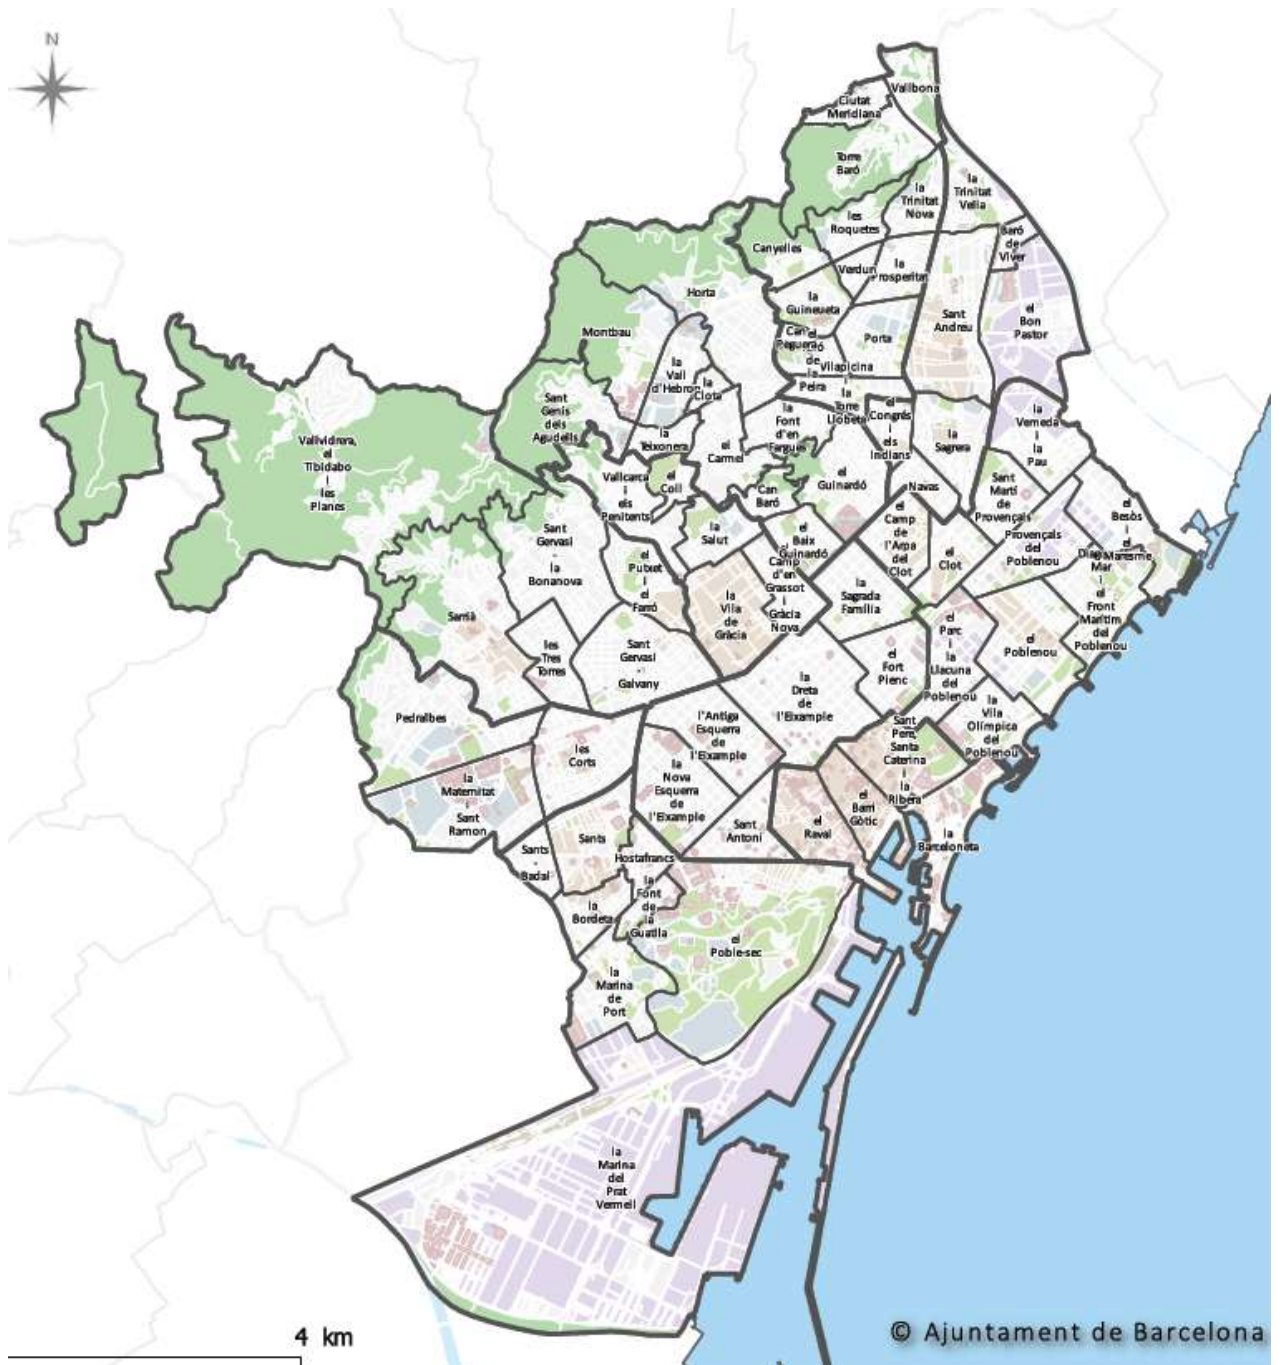 N
Vallbona
Ciutat
Meridiana
Torre
Baró
la
Trinitat
Nova
la
Trinitat
Vella
les
Roquetes
Baró
de
Viver
Canyelles
Verdun
la
Prosperitat
Horta
la
Guineueta
Sant
Andreu
el
Bon
Pastor
Montbau
Can
Peguera
Porta
el
Turó
de
la
Peira
Vilapicina
i
la
Torre
Llobeta
la
Vall
d'Hebron
la
Clota
Sant
Genís
dels
Agudells
la
Font
d'en
Fargues
el
Congrés
i
els
Indians
la
Sagrera
la
Verneda
i
la
Pau
Vallvidrera,
el
Tibidabo
i
les
Planes
la
Teixonera
el
Carmel
Vallcarca
i
els
Penitents
el
Coll
Can
Baró
el
Guinardó
Navas
Sant
Martí
de
Provençals
el
Besòs
i
el
Maresme
Sant
Gervasi
-
la
Bonanova
la
Salut
el
Baix
Guinardó
el
Camp
de
l'Arpa
del
Clot
el
Clot
Provençals
del
Poblenou
Diagonal
Mar
i
el
Front
Marítim
del
Poblenou
el
Putxet
i
el
Farró
el
Camp
d'en
Grassot
i
Gràcia
Nova
la
Vila
de
Gràcia
la
Sagrada
Família
Sarrià
les
Tres
Torres
Sant
Gervasi
-
Galvany
el
Fort
Pienc
el
Parc
i
la
Llacuna
del
Poblenou
el
Poblenou
Pedralbes
la
Dreta
de
l'Eixample
la
Vila
Olímpica
del
Poblenou
l'Antiga
Esquerra
de
l'Eixample
Sant
Pere,
Santa
Caterina
i
la
Ribera
les
Corts
la
Maternitat
i
Sant
Ramon
la
Nova
Esquerra
de
l'Eixample
Sant
Antoni
el
Raval
el
Barri
Gòtic
la
Barceloneta
Sants
Sants
-
Badal
Hostafrancs
la
Bordeta
la
Font
de
la
Guatlla
el
Poble-sec
la
Marina
de
Port
la
Marina
del
Prat
Vermell
4 km
© Ajuntament de Barcelona